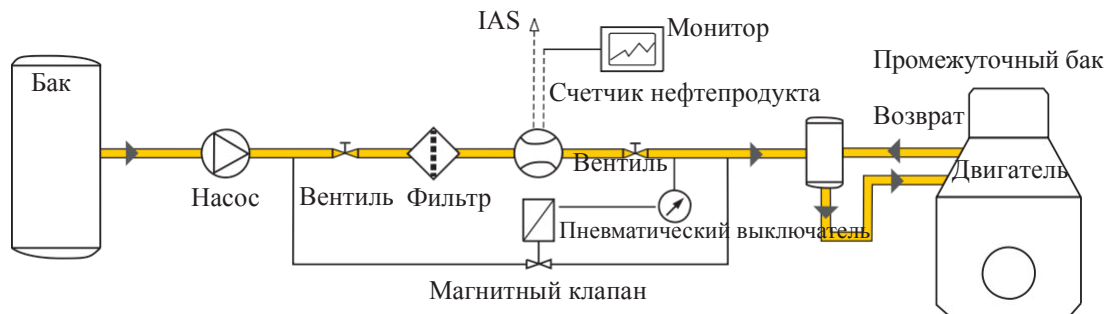 IAS
Монитор
Промежуточный бак
Бак
Счетчик нефтепродукта
Возврат
Насос
Вентиль
Фильтр
Вентиль
Двигатель
Пневматический выключатель
Магнитный клапан